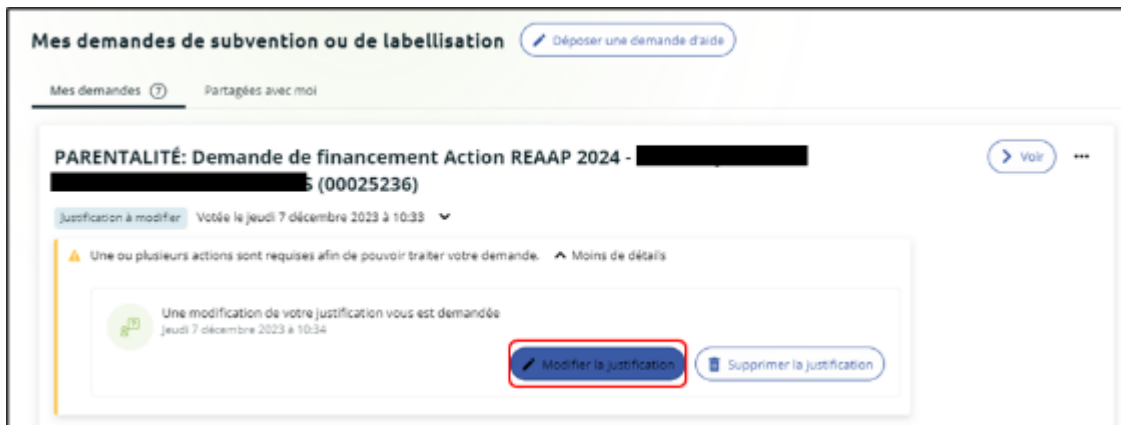 Mes demandes de subvention ou de labellisation Déposer une demande d'aide
Mes demandes (7) Partagées avec moi
PARENTALITÉ: Demande de financement Action REAAP 2024 -
S (00025236)
Voir ...
Justification à modifier Votée le jeudi 7 décembre 2023 à 10:33
Une ou plusieurs actions sont requises afin de pouvoir traiter votre demande. Moins de détails
Une modification de votre justification vous est demandée
Jeudi 7 décembre 2023 à 10:34
Modifier la justification Supprimer la justification